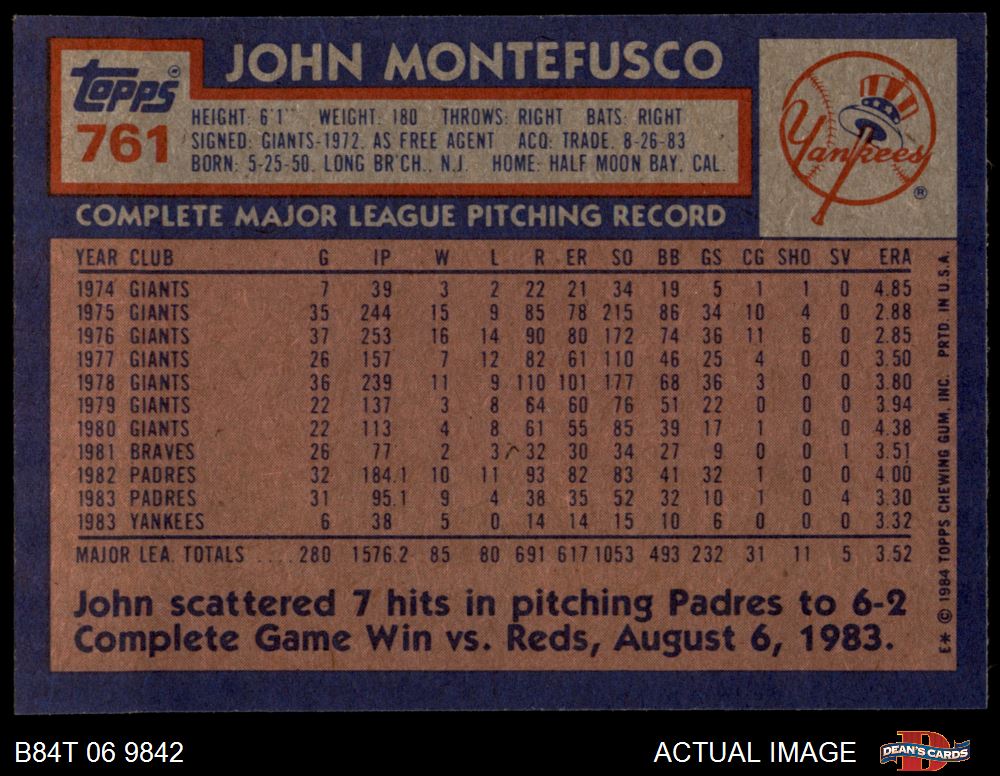 JOHN MONTEFUSCO
topps®
761
HEIGHT: 6'1" WEIGHT: 180 THROWS: RIGHT BATS: RIGHT
SIGNED: GIANTS-1972, AS FREE AGENT ACQ: TRADE, 8-26-83
BORN: 5-25-50, LONG BR'CH., N.J. HOME: HALF MOON BAY, CAL.
Yankees
®
COMPLETE MAJOR LEAGUE PITCHING RECORD
YEAR CLUB G IP W L R ER SO BB GS CG SHO SV ERA
1974 GIANTS 7 39 3 2 22 21 34 19 5 1 1 0 4.85
1975 GIANTS 35 244 15 9 85 78 215 86 34 10 4 0 2.88
1976 GIANTS 37 253 16 14 90 80 172 74 36 11 6 0 2.85
1977 GIANTS 26 157 7 12 82 61 110 46 25 4 0 0 3.50
1978 GIANTS 36 239 11 9 110 101 177 68 36 3 0 0 3.80
1979 GIANTS 22 137 3 8 64 60 76 51 22 0 0 0 3.94
1980 GIANTS 22 113 4 8 61 55 85 39 17 1 0 0 4.38
1981 BRAVES 26 77 2 3 32 30 34 27 9 0 0 1 3.51
1982 PADRES 32 184.1 10 11 93 82 83 41 32 1 0 0 4.00
1983 PADRES 31 95.1 9 4 38 35 52 32 10 1 0 4 3.30
1983 YANKEES 6 38 5 0 14 14 15 10 6 0 0 0 3.32
MAJOR LEA. TOTALS .... 280 1576.2 85 80 691 617 1053 493 232 31 11 5 3.52
John scattered 7 hits in pitching Padres to 6-2
Complete Game Win vs. Reds, August 6, 1983.
E* © 1984 TOPPS CHEWING GUM, INC. PRTD. IN U.S.A.
B84T 06 9842
ACTUAL IMAGE
D
DEAN'S CARDS